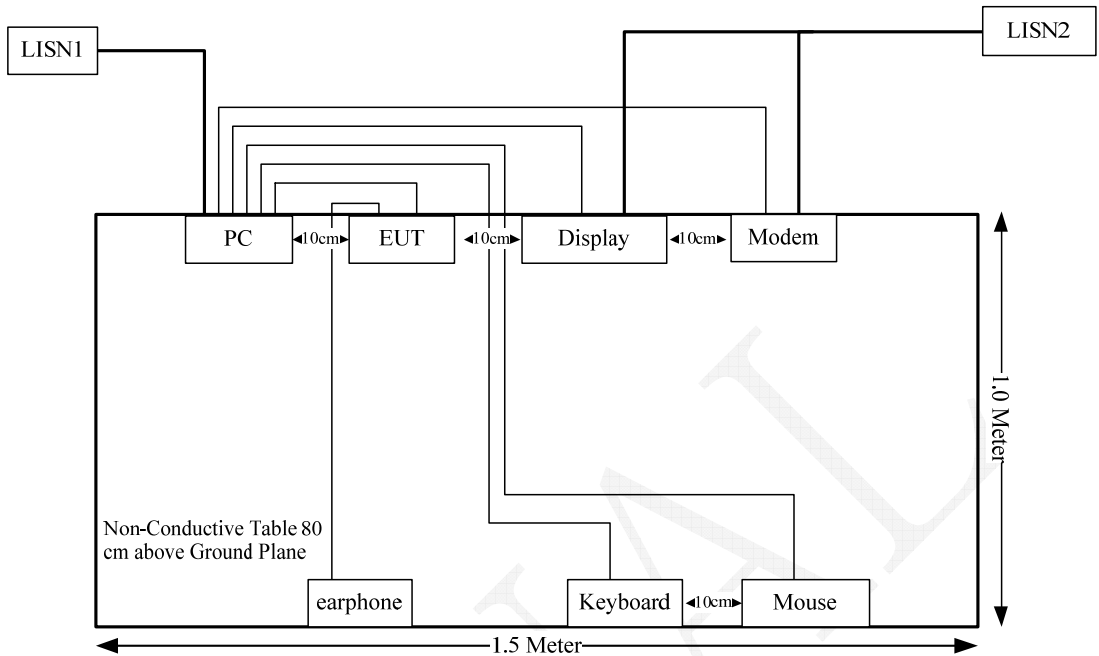 LISN1
LISN2
PC
10cm
EUT
10cm
Display
10cm
Modem
1.0 Meter
Non-Conductive Table 80
cm above Ground Plane
earphone
Keyboard
10cm
Mouse
1.5 Meter